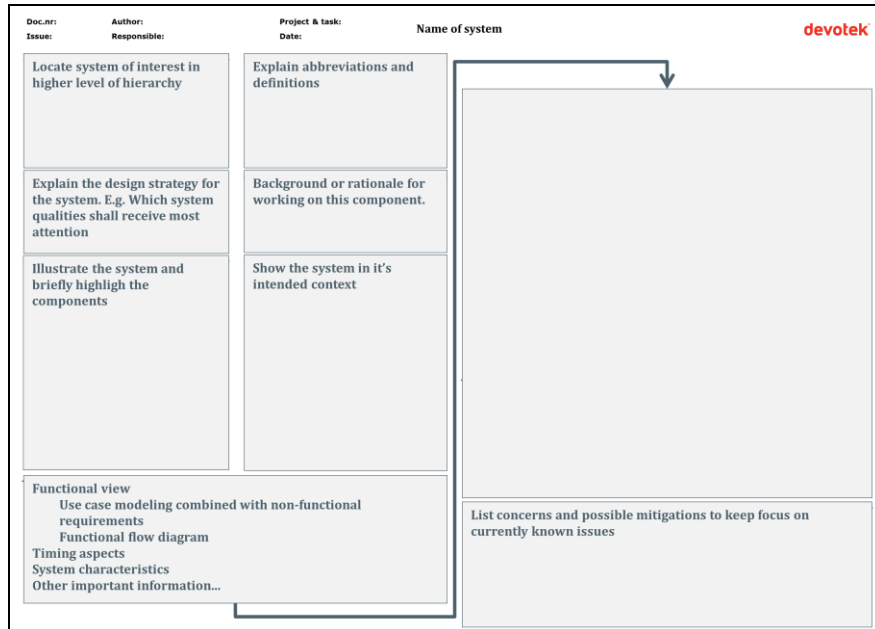 Doc.nr: Author: Project & task: Name of system
Issue: Responsible: Date:
devotek
Locate system of interest in
higher level of hierarchy
Explain abbreviations and
definitions
Explain the design strategy for
the system. E.g. Which system
qualities shall receive most
attention
Background or rationale for
working on this component.
Illustrate the system and
briefly highligh the
components
Show the system in it's
intended context
Functional view
Use case modeling combined with non-functional
requirements
Functional flow diagram
Timing aspects
System characteristics
Other important information...
List concerns and possible mitigations to keep focus on
currently known issues